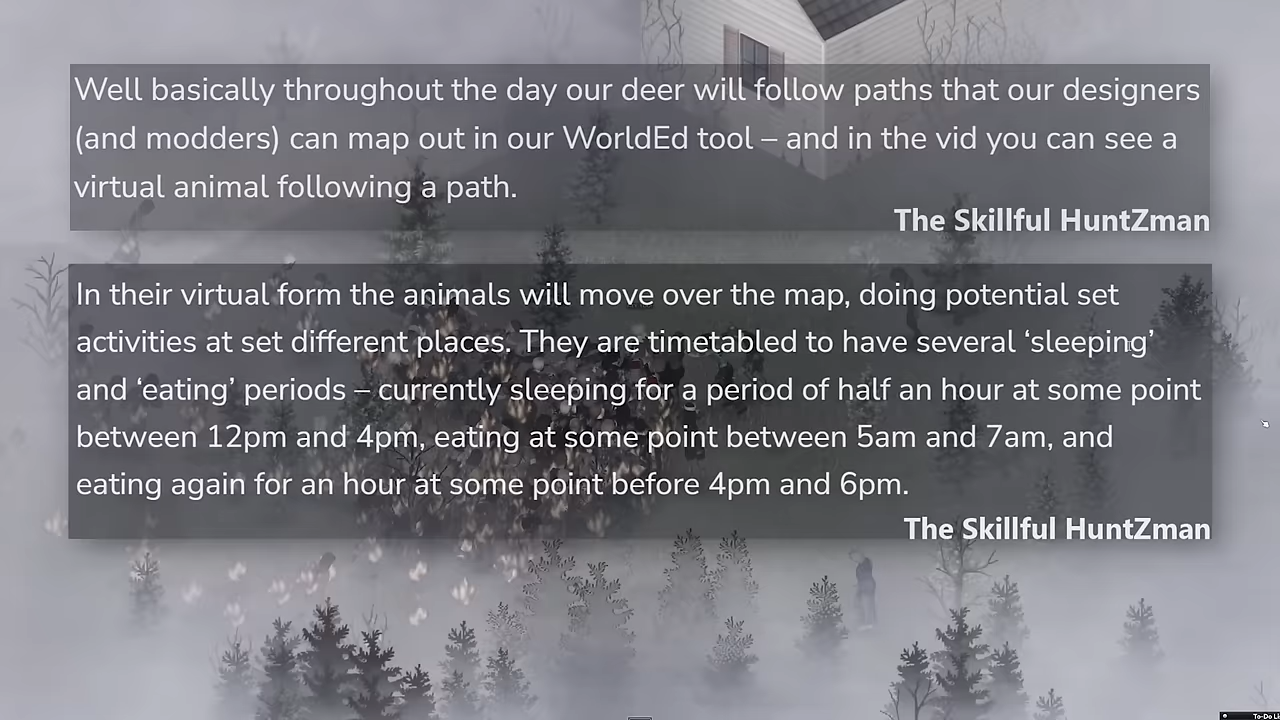 Well basically throughout the day our deer will follow paths that our designers
(and modders) can map out in our WorldEd tool – and in the vid you can see a
virtual animal following a path.
The Skillful HuntZman
In their virtual form the animals will move over the map, doing potential set
activities at set different places. They are timetabled to have several ‘sleeping’
and ‘eating’ periods – currently sleeping for a period of half an hour at some point
between 12pm and 4pm, eating at some point between 5am and 7am, and
eating again for an hour at some point before 4pm and 6pm.
The Skillful HuntZman
To-Do Li